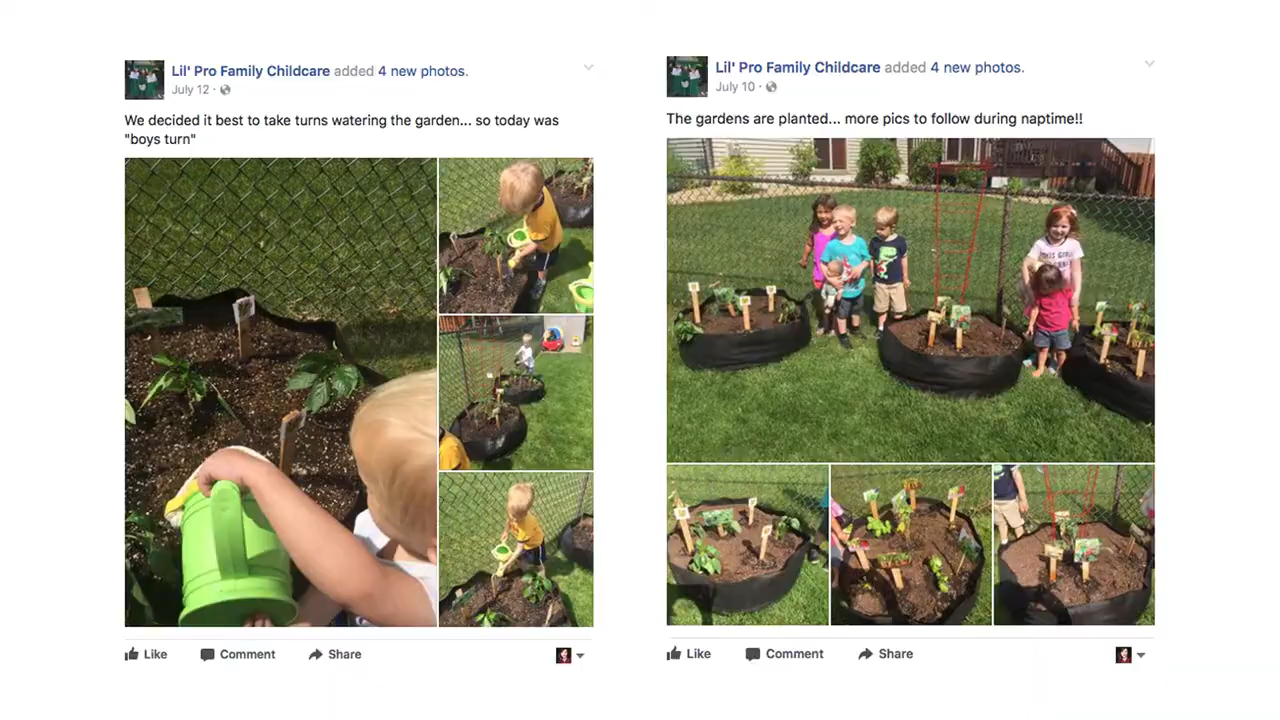 Lil' Pro Family Childcare added 4 new photos.
July 12 ·
We decided it best to take turns watering the garden... so today was
"boys turn"
Like Comment Share
Lil' Pro Family Childcare added 4 new photos.
July 10 ·
The gardens are planted... more pics to follow during naptime!!
Like Comment Share